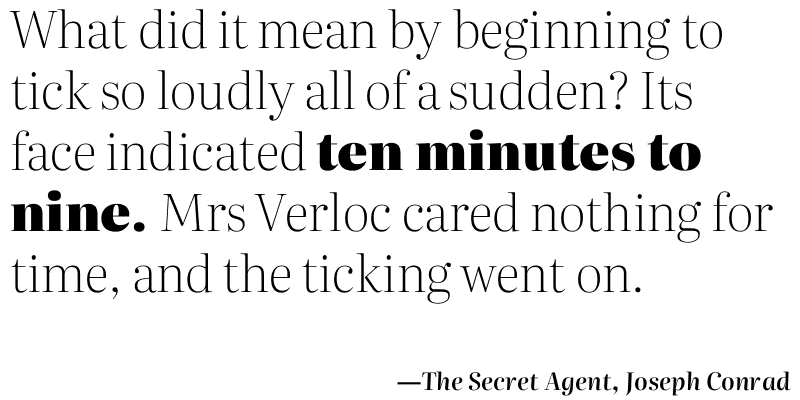 What did it mean by beginning to
tick so loudly all of a sudden? Its
face indicated ten minutes to
nine. Mrs Verloc cared nothing for
time, and the ticking went on.
—The Secret Agent, Joseph Conrad